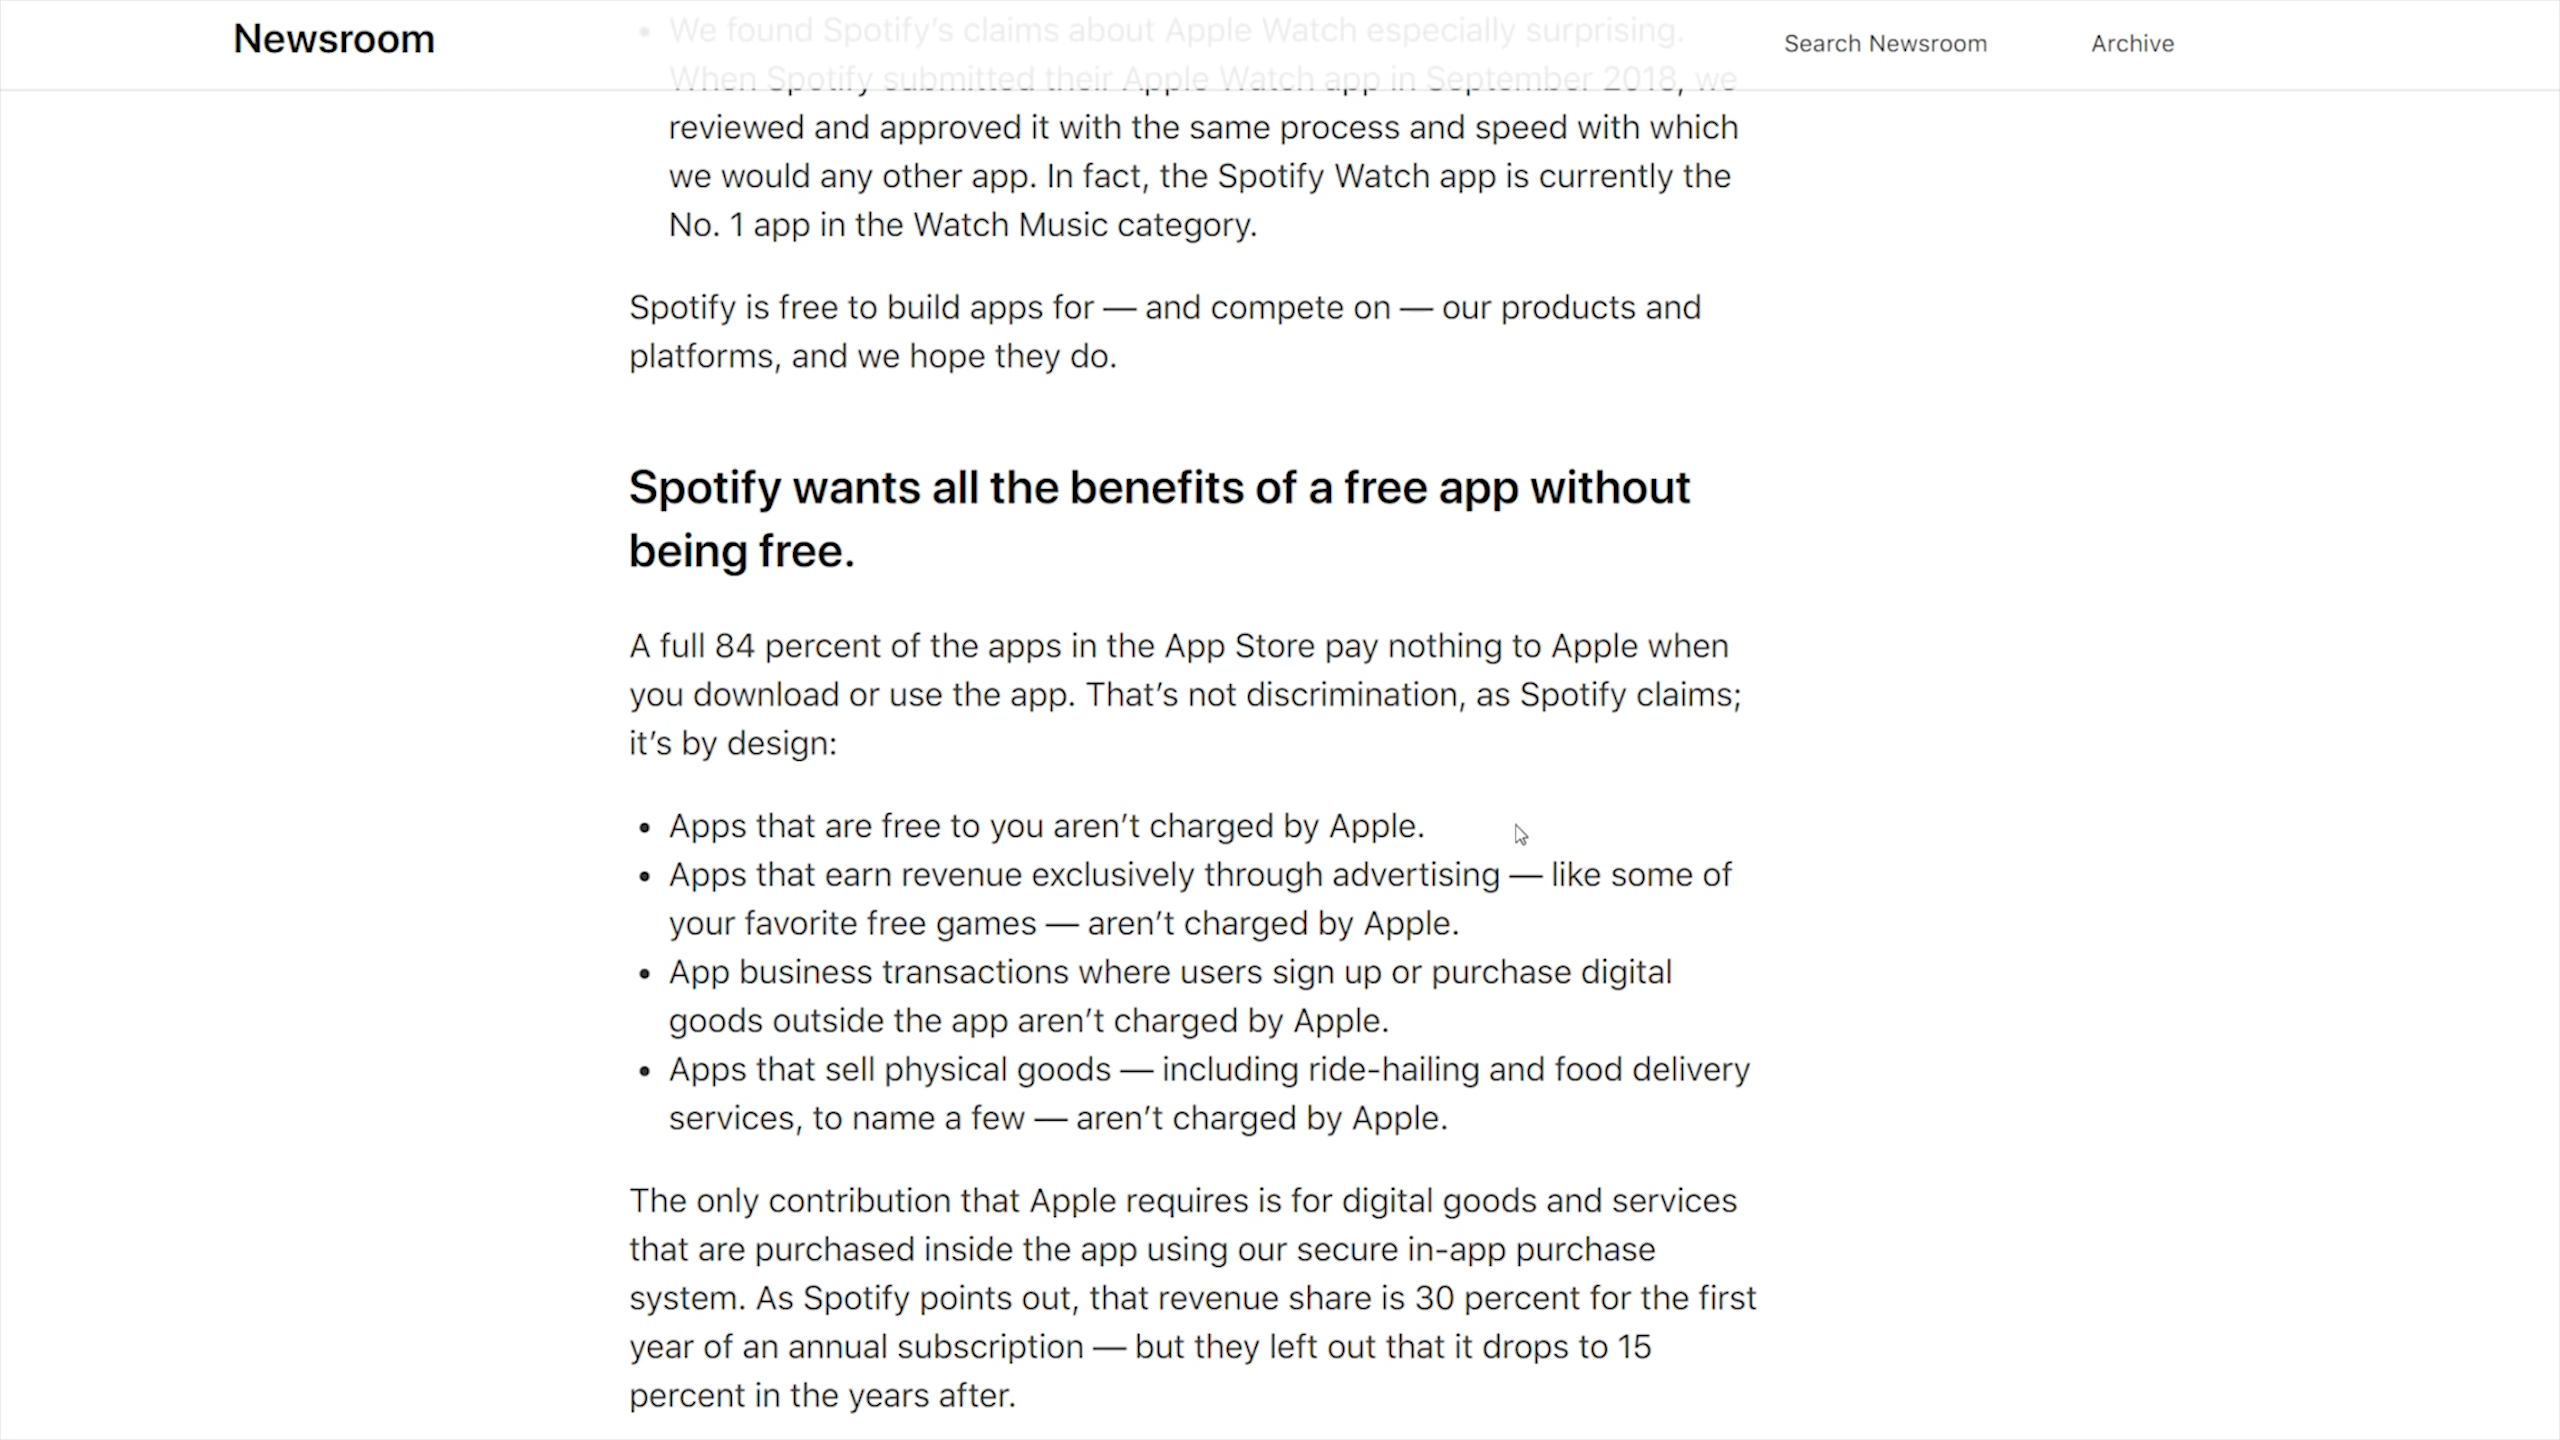 Newsroom
Search Newsroom
Archive
• We found Spotify’s claims about Apple Watch especially surprising.
When Spotify submitted their Apple Watch app in September 2018, we
reviewed and approved it with the same process and speed with which
we would any other app. In fact, the Spotify Watch app is currently the
No. 1 app in the Watch Music category.
Spotify is free to build apps for — and compete on — our products and
platforms, and we hope they do.
Spotify wants all the benefits of a free app without
being free.
A full 84 percent of the apps in the App Store pay nothing to Apple when
you download or use the app. That’s not discrimination, as Spotify claims;
it’s by design:
• Apps that are free to you aren’t charged by Apple.
• Apps that earn revenue exclusively through advertising — like some of
your favorite free games — aren’t charged by Apple.
• App business transactions where users sign up or purchase digital
goods outside the app aren’t charged by Apple.
• Apps that sell physical goods — including ride-hailing and food delivery
services, to name a few — aren’t charged by Apple.
The only contribution that Apple requires is for digital goods and services
that are purchased inside the app using our secure in-app purchase
system. As Spotify points out, that revenue share is 30 percent for the first
year of an annual subscription — but they left out that it drops to 15
percent in the years after.